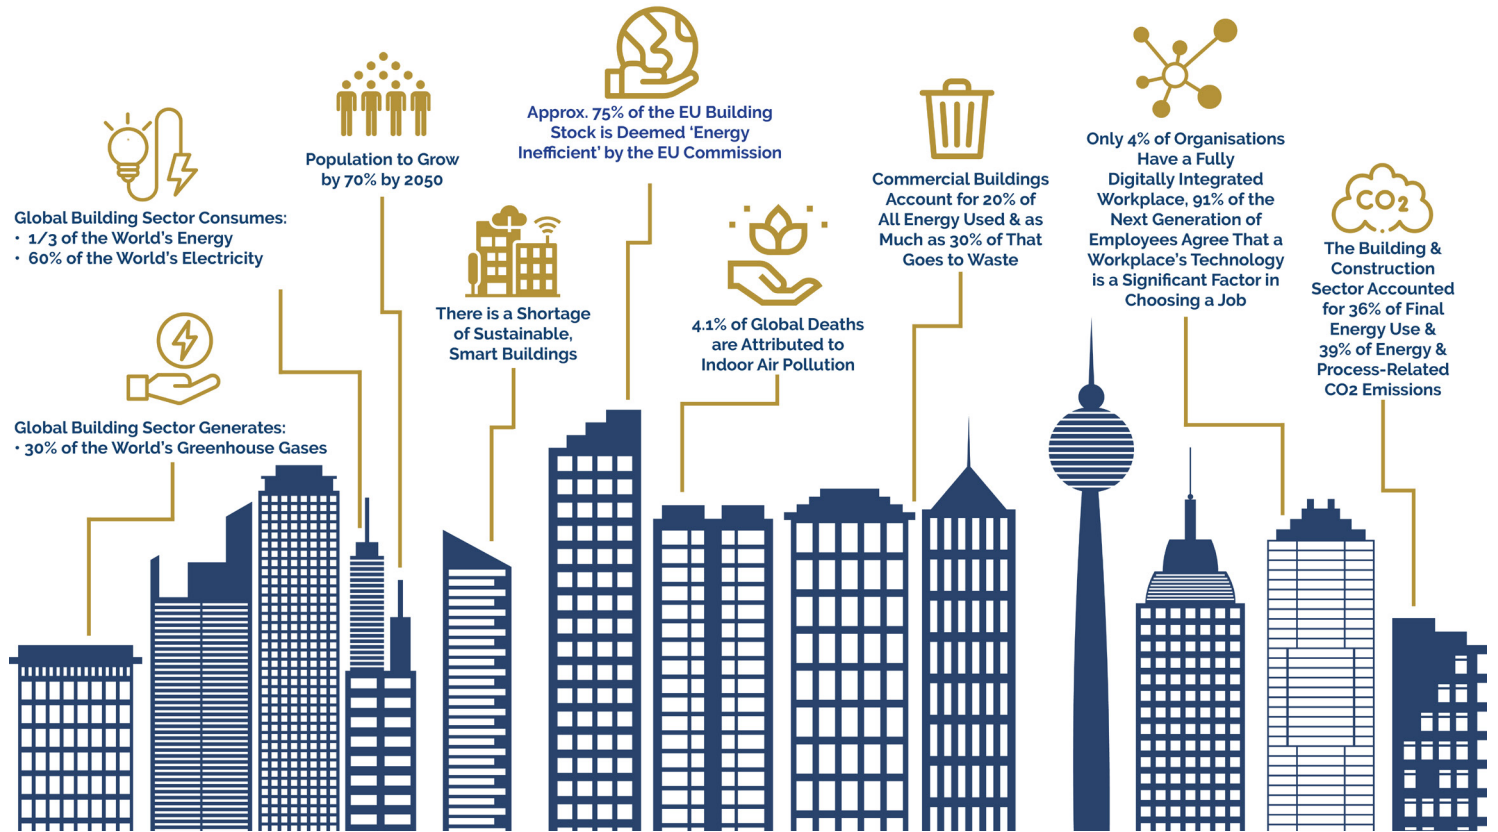 Global Building Sector Consumes:
• 1/3 of the World's Energy
• 60% of the World's Electricity
Global Building Sector Generates:
• 30% of the World's Greenhouse Gases
Population to Grow
by 70% by 2050
There is a Shortage
of Sustainable,
Smart Buildings
Approx. 75% of the EU Building
Stock is Deemed ‘Energy
Inefficient’ by the EU Commission
4.1% of Global Deaths
are Attributed to
Indoor Air Pollution
Commercial Buildings
Account for 20% of
All Energy Used & as
Much as 30% of That
Goes to Waste
Only 4% of Organisations
Have a Fully
Digitally Integrated
Workplace, 91% of the
Next Generation of
Employees Agree That a
Workplace's Technology
is a Significant Factor in
Choosing a Job
CO2
The Building &
Construction
Sector Accounted
for 36% of Final
Energy Use &
39% of Energy &
Process-Related
CO2 Emissions